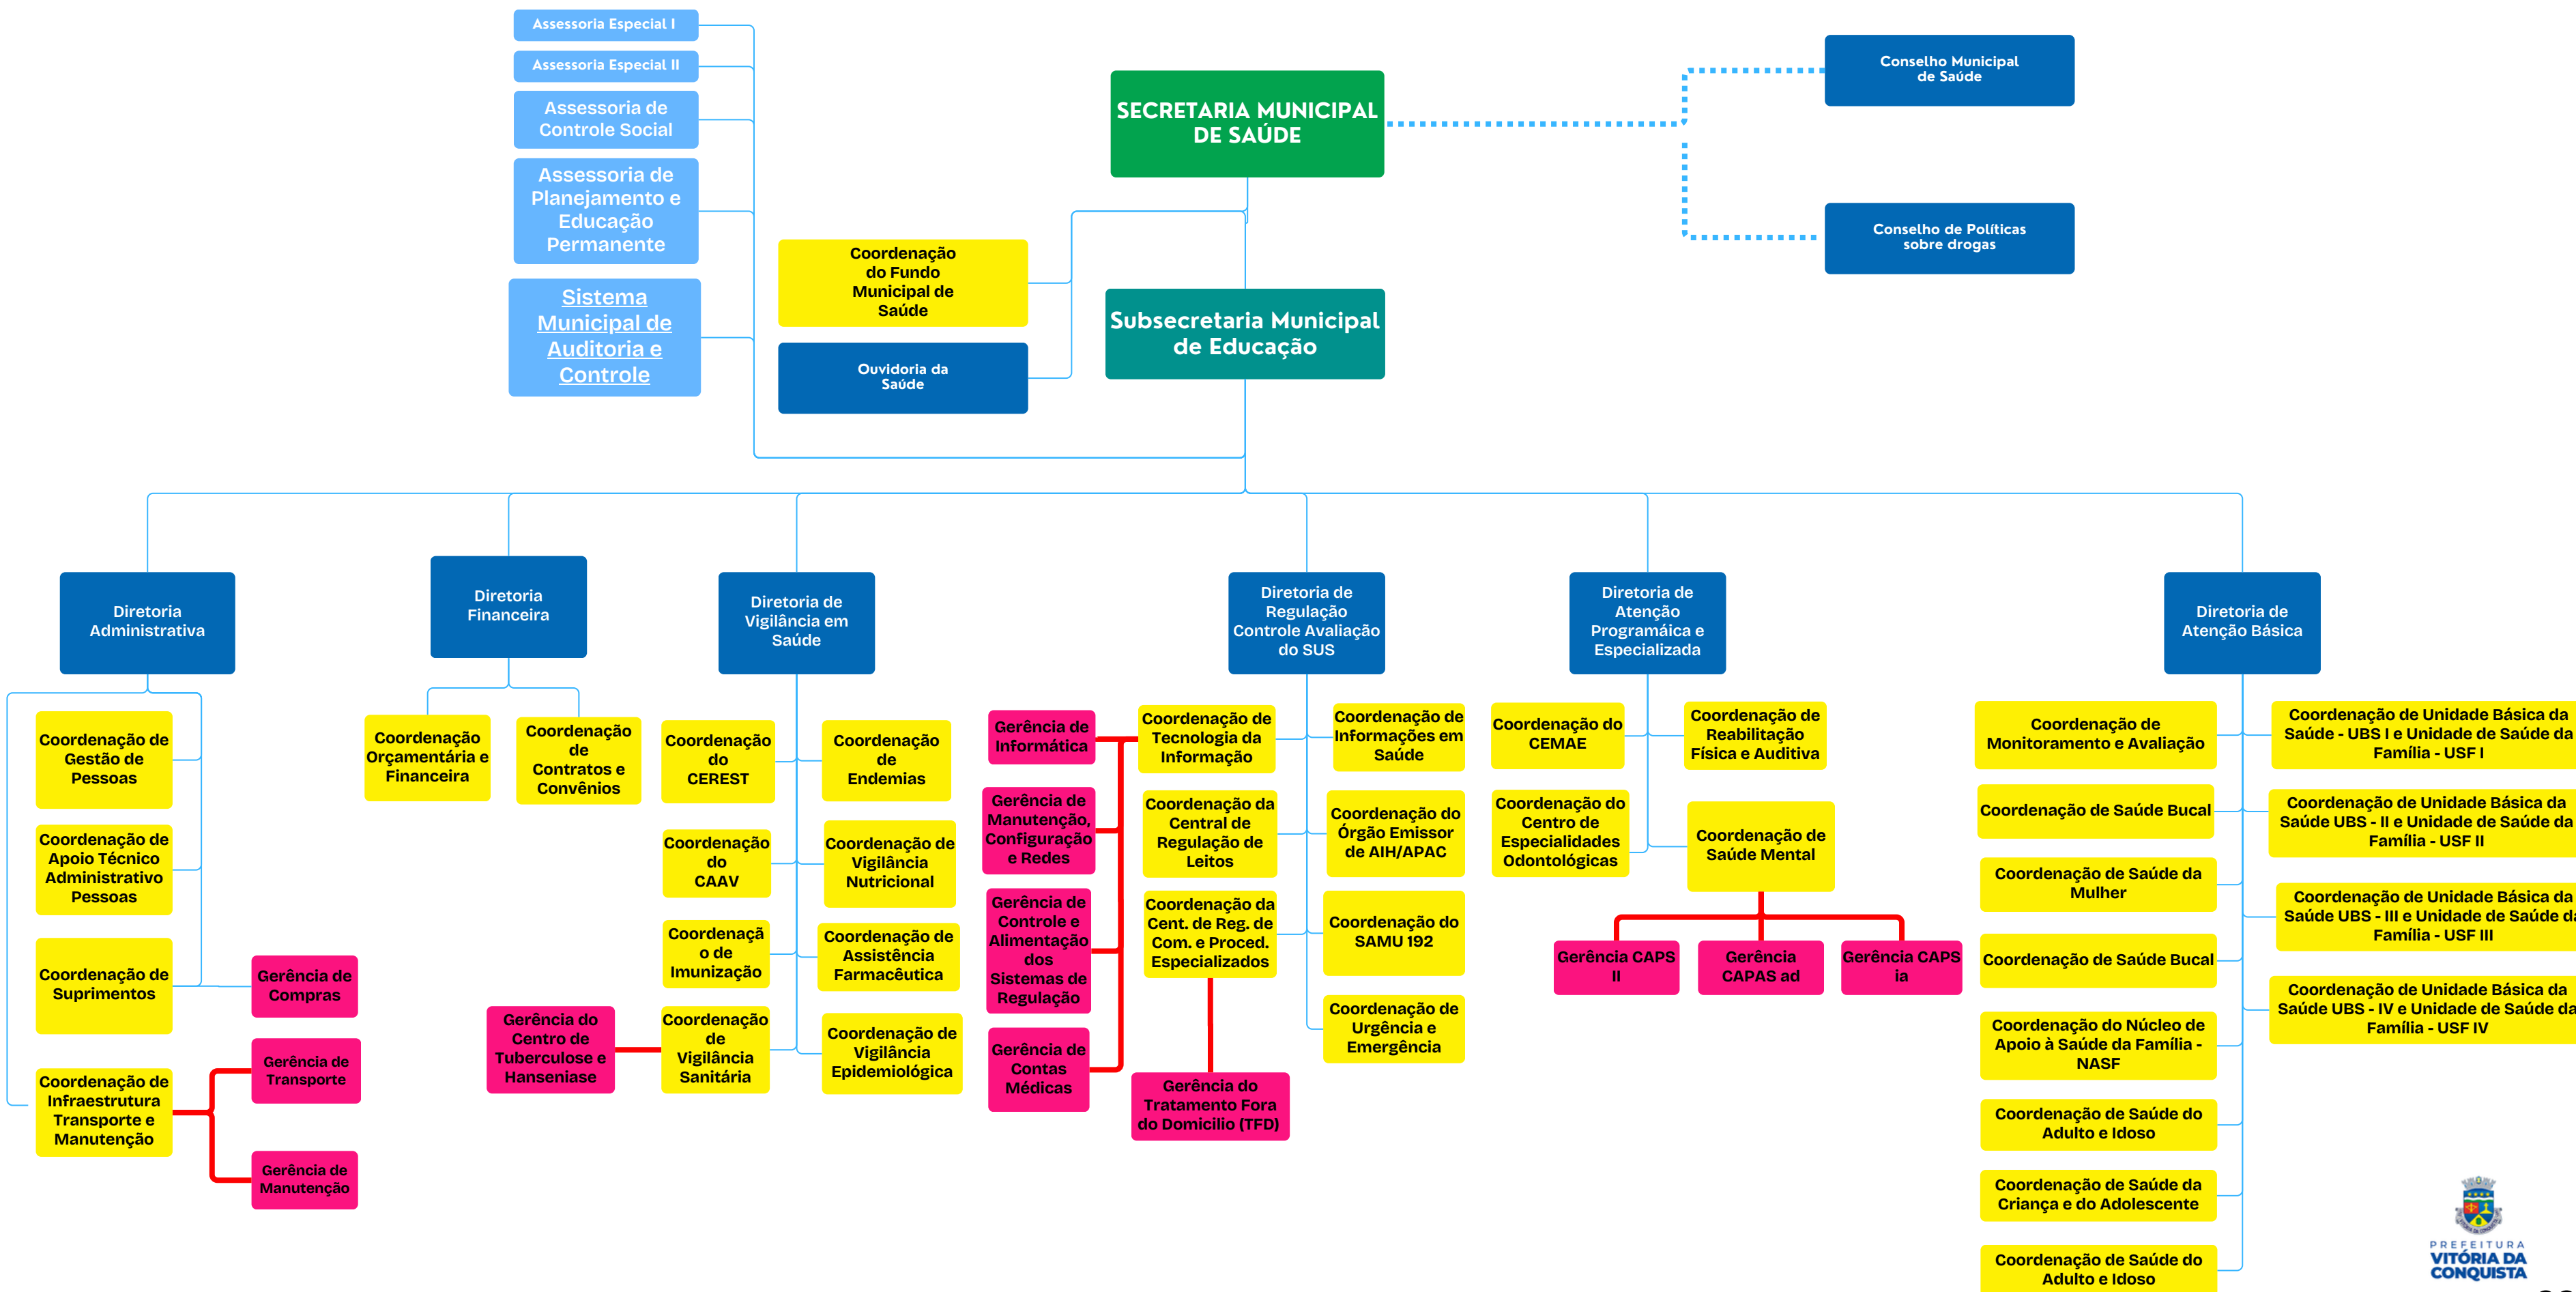 Assessoria Especial I
Assessoria Especial II
Assessoria de
Controle Social
Assessoria de
Planejamento e
Educação
Permanente
Sistema
Municipal de
Auditoria e
Controle
SECRETARIA MUNICIPAL
DE SAÚDE
Conselho Municipal
de Saúde
Conselho de Políticas
sobre drogas
Coordenação
do Fundo
Municipal de
Saúde
Ouvidoria da
Saúde
Subsecretaria Municipal
de Educação
Diretoria
Administrativa
Coordenação de
Gestão de
Pessoas
Coordenação de
Apoio Técnico
Administrativo
Pessoas
Coordenação de
Suprimentos
Gerência de
Compras
Coordenação de
Infraestrutura
Transporte e
Manutenção
Gerência de
Transporte
Gerência de
Manutenção
Diretoria
Financeira
Coordenação
Orçamentária e
Financeira
Coordenação
de
Contratos e
Convênios
Diretoria de
Vigilância em
Saúde
Coordenação
do
CEREST
Coordenação
de
Endemias
Coordenação
do
CAAV
Coordenação de
Vigilância
Nutricional
Coordenaçã
o de
Imunização
Coordenação de
Assistência
Farmacêutica
Gerência do
Centro de
Tuberculose e
Hanseniase
Coordenação
de
Vigilância
Sanitária
Coordenação de
Vigilância
Epidemiológica
Diretoria de
Regulação
Controle Avaliação
do SUS
Gerência de
Informática
Coordenação de
Tecnologia da
Informação
Coordenação de
Informações em
Saúde
Gerência de
Manutenção,
Configuração
e Redes
Coordenação da
Central de
Regulação de
Leitos
Coordenação do
Órgão Emissor
de AIH/APAC
Gerência de
Controle e
Alimentação
dos
Sistemas de
Regulação
Coordenação da
Cent. de Reg. de
Com. e Proced.
Especializados
Coordenação do
SAMU 192
Gerência de
Contas
Médicas
Gerência do
Tratamento Fora
do Domicilio (TFD)
Coordenação de
Urgência e
Emergência
Diretoria de
Atenção
Programáica e
Especializada
Coordenação do
CEMAE
Coordenação de
Reabilitação
Física e Auditiva
Coordenação do
Centro de
Especialidades
Odontológicas
Coordenação de
Saúde Mental
Gerência CAPS
II
Gerência
CAPAS ad
Gerência CAPS
ia
Diretoria de
Atenção Básica
Coordenação de
Monitoramento e Avaliação
Coordenação de Saúde Bucal
Coordenação de Saúde da
Mulher
Coordenação de Saúde Bucal
Coordenação do Núcleo de
Apoio à Saúde da Família -
NASF
Coordenação de Saúde do
Adulto e Idoso
Coordenação de Saúde da
Criança e do Adolescente
Coordenação de Saúde do
Adulto e Idoso
Coordenação de Unidade Básica da
Saúde - UBS I e Unidade de Saúde da
Família - USF I
Coordenação de Unidade Básica da
Saúde UBS - II e Unidade de Saúde da
Família - USF II
Coordenação de Unidade Básica da
Saúde UBS - III e Unidade de Saúde da
Família - USF III
Coordenação de Unidade Básica da
Saúde UBS - IV e Unidade de Saúde da
Família - USF IV
PREFEITURA
VITÓRIA DA
CONQUISTA